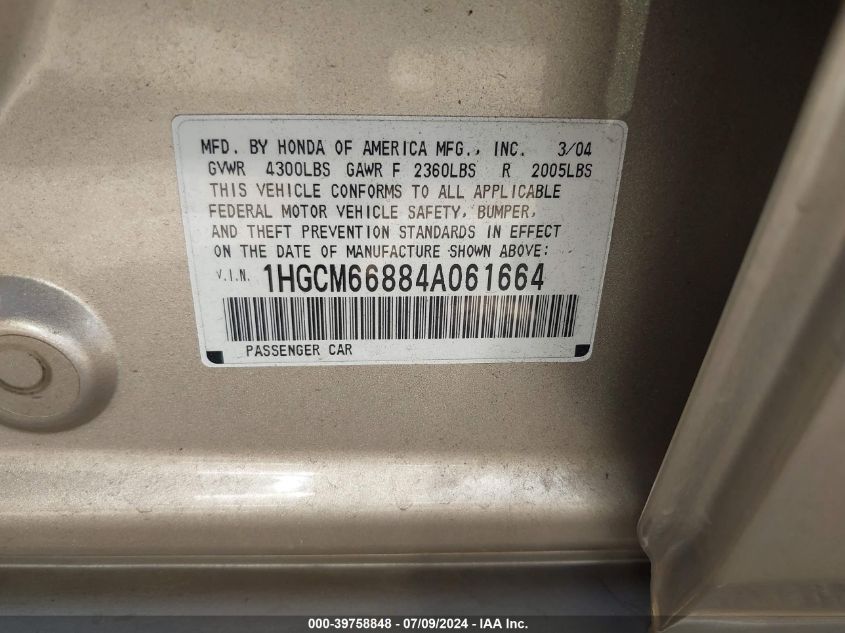 MFD. BY HONDA OF AMERICA MFG., INC. 3/04
GVWR 4300LBS GAWR F 2360LBS R 2005LBS
THIS VEHICLE CONFORMS TO ALL APPLICABLE
FEDERAL MOTOR VEHICLE SAFETY, BUMPER,
AND THEFT PREVENTION STANDARDS IN EFFECT
ON THE DATE OF MANUFACTURE SHOWN ABOVE:
V.I.N. 1HGCM66884A061664
PASSENGER CAR
000-39758848 - 07/09/2024 - IAA Inc.